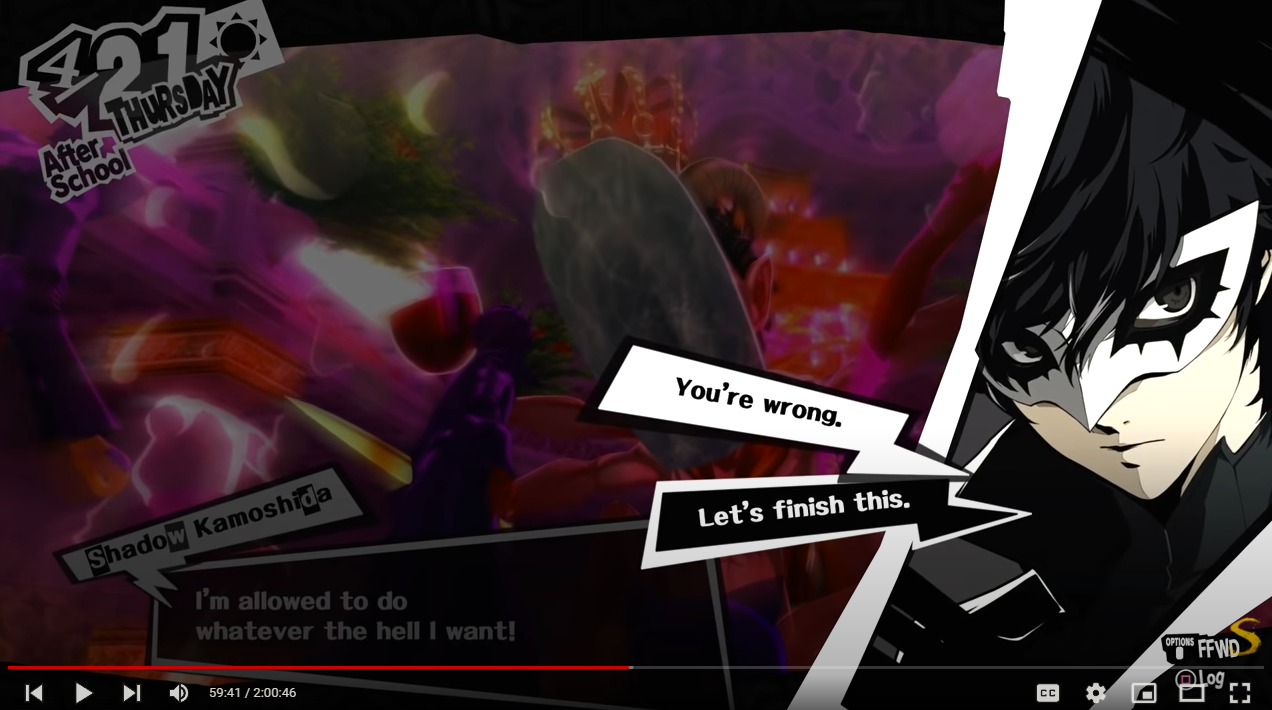 4/21
THURSDAY
After
School
You're wrong.
Let's finish this.
Shadow Kamoshida
I'm allowed to do
whatever the hell I want!
OPTIONS
FFWD
Log
59:41 / 2:00:46
CC